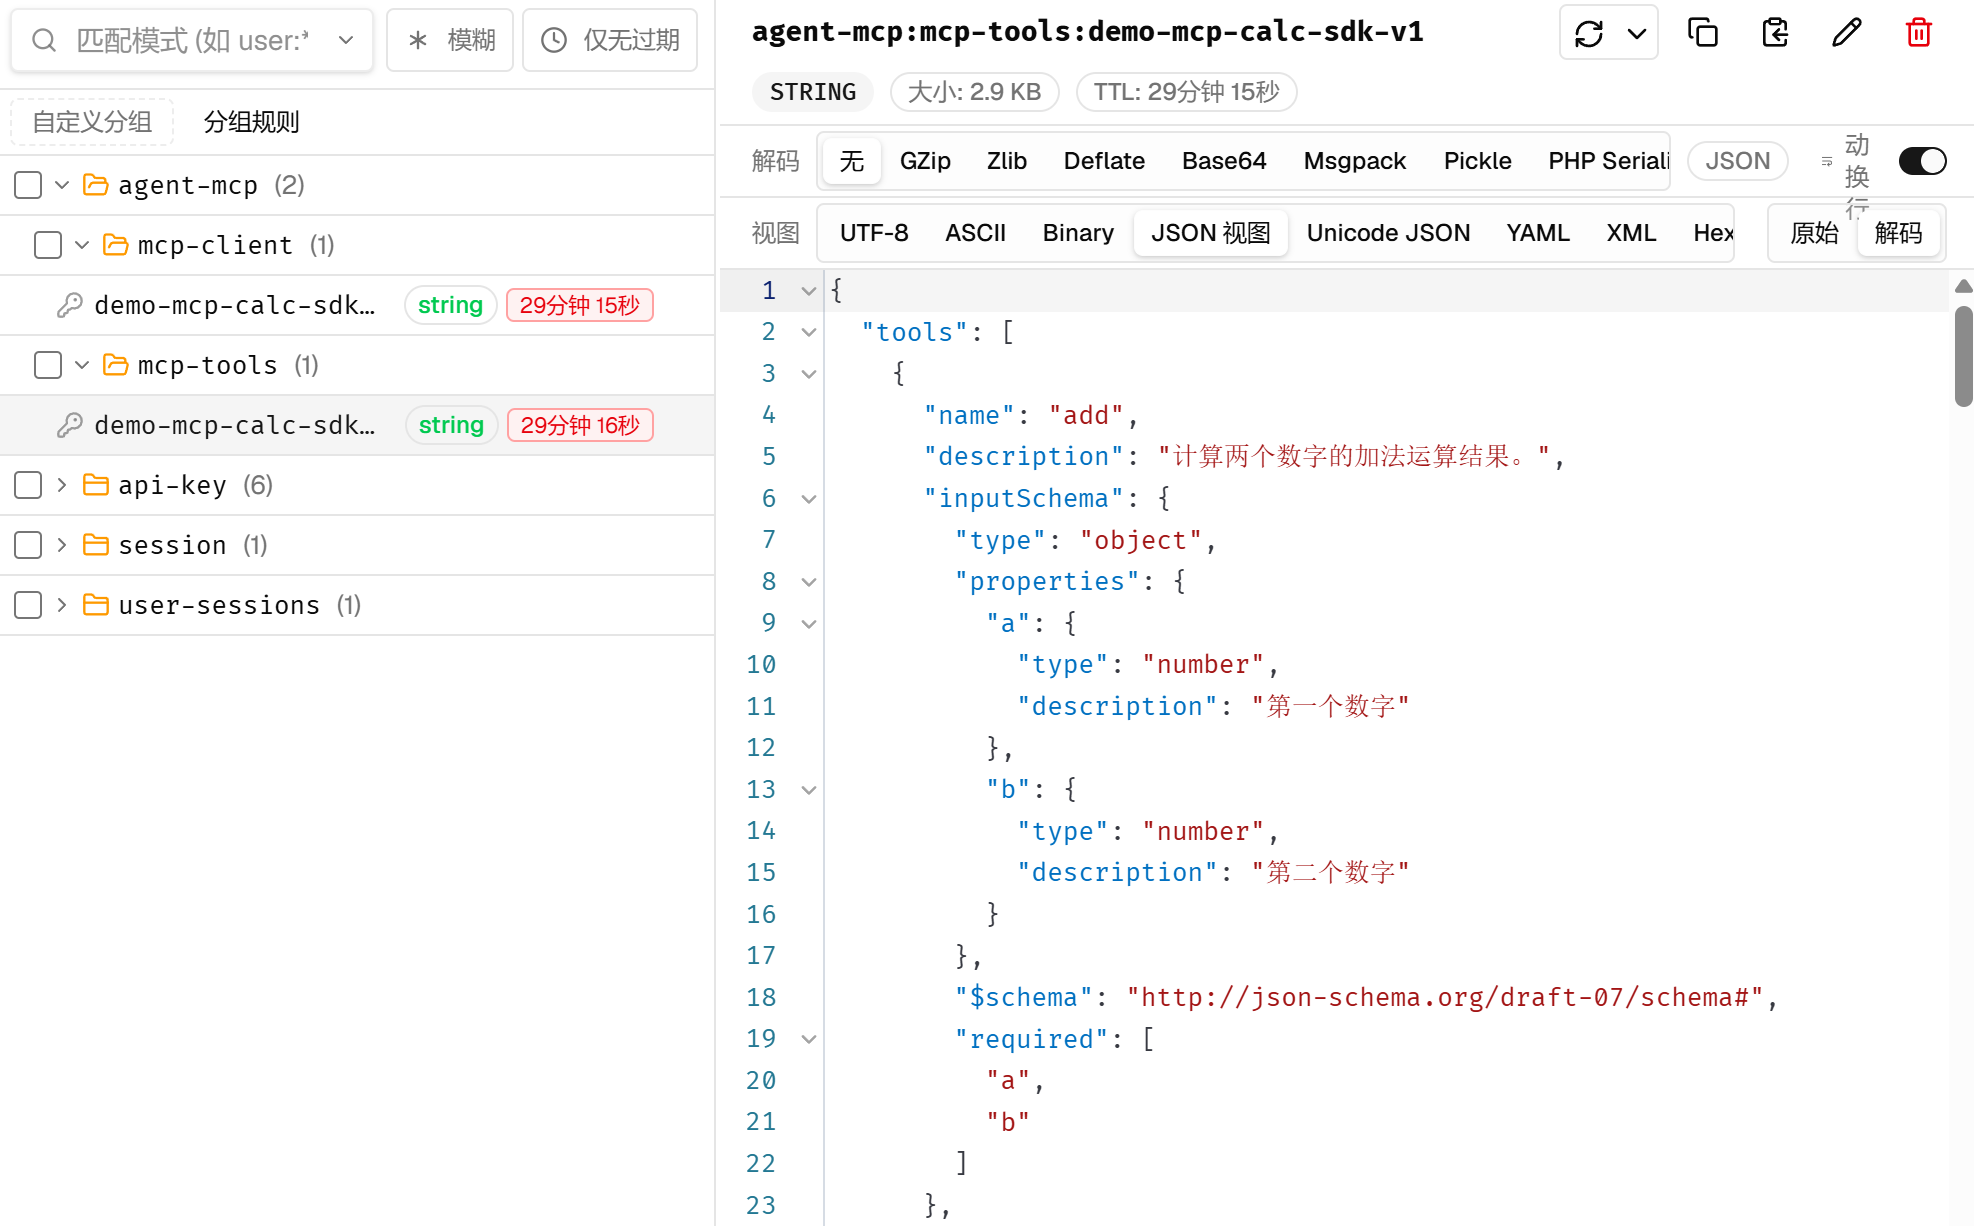 匹配模式 (如 user:*
模糊
仅无过期
自定义分组
分组规则
agent-mcp (2)
mcp-client (1)
demo-mcp-calc-sdk... string 29分钟 15秒
mcp-tools (1)
demo-mcp-calc-sdk... string 29分钟 16秒
api-key (6)
session (1)
user-sessions (1)
agent-mcp:mcp-tools:demo-mcp-calc-sdk-v1
STRING 大小: 2.9 KB TTL: 29分钟 15秒
解码 无 GZip Zlib Deflate Base64 Msgpack Pickle PHP Seriali JSON
动
换
行
视图 UTF-8 ASCII Binary JSON 视图 Unicode JSON YAML XML Hex 原始 解码
1 {
2 "tools": [
3 {
4 "name": "add",
5 "description": "计算两个数字的加法运算结果。",
6 "inputSchema": {
7 "type": "object",
8 "properties": {
9 "a": {
10 "type": "number",
11 "description": "第一个数字"
12 },
13 "b": {
14 "type": "number",
15 "description": "第二个数字"
16 }
17 },
18 "$schema": "http://json-schema.org/draft-07/schema#",
19 "required": [
20 "a",
21 "b"
22 ]
23 },